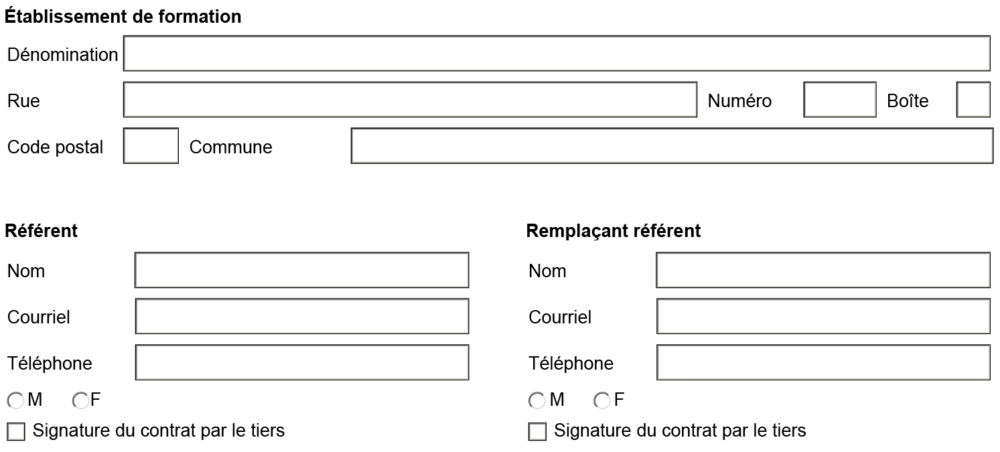 Établissement de formation
Dénomination
Rue Numéro Boîte
Code postal Commune
Référent
Nom
Courriel
Téléphone
M F
Signature du contrat par le tiers
Remplaçant référent
Nom
Courriel
Téléphone
M F
Signature du contrat par le tiers